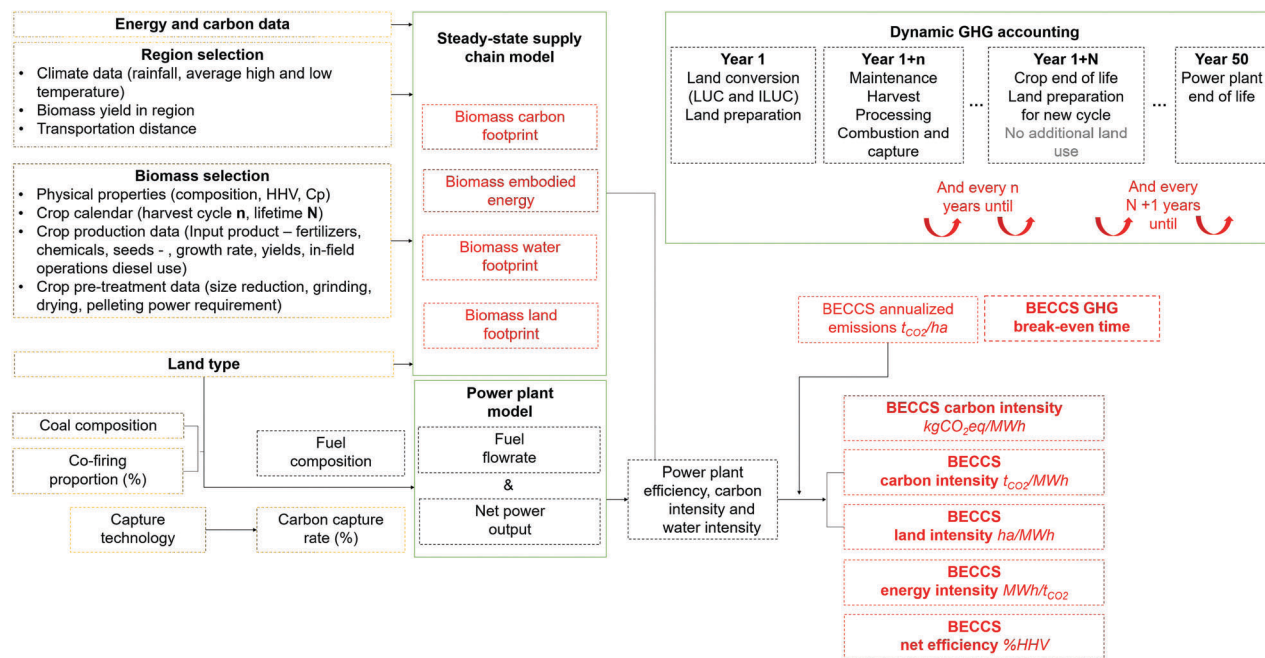 Energy and carbon data
Region selection
• Climate data (rainfall, average high and low
temperature)
• Biomass yield in region
• Transportation distance
Biomass selection
• Physical properties (composition, HHV, Cp)
• Crop calendar (harvest cycle n, lifetime N)
• Crop production data (Input product – fertilizers,
chemicals, seeds - , growth rate, yields, in-field
operations diesel use)
• Crop pre-treatment data (size reduction, grinding,
drying, pelleting power requirement)
Land type
Coal composition
Co-firing
proportion (%)
Capture
technology
Fuel
composition
Carbon capture
rate (%)
Steady-state supply
chain model
Biomass carbon
footprint
Biomass embodied
energy
Biomass water
footprint
Biomass land
footprint
Power plant
model
Fuel
flowrate
&
Net power
output
Power plant
efficiency, carbon
intensity and
water intensity
Dynamic GHG accounting
Year 1
Land conversion
(LUC and ILUC)
Land preparation
Year 1+n
Maintenance
Harvest
Processing
Combustion and
capture
...
Year 1+N
Crop end of life
Land preparation
for new cycle
No additional land
use
...
Year 50
Power plant
end of life
And every n
years until
And every
N +1 years
until
BECCS annualized
emissions tCO2/ha
BECCS GHG
break-even time
BECCS carbon intensity
kgCO2eq/MWh
BECCS
carbon intensity tCO2/MWh
BECCS
land intensity ha/MWh
BECCS
energy intensity MWh/tCO2
BECCS
net efficiency %HHV